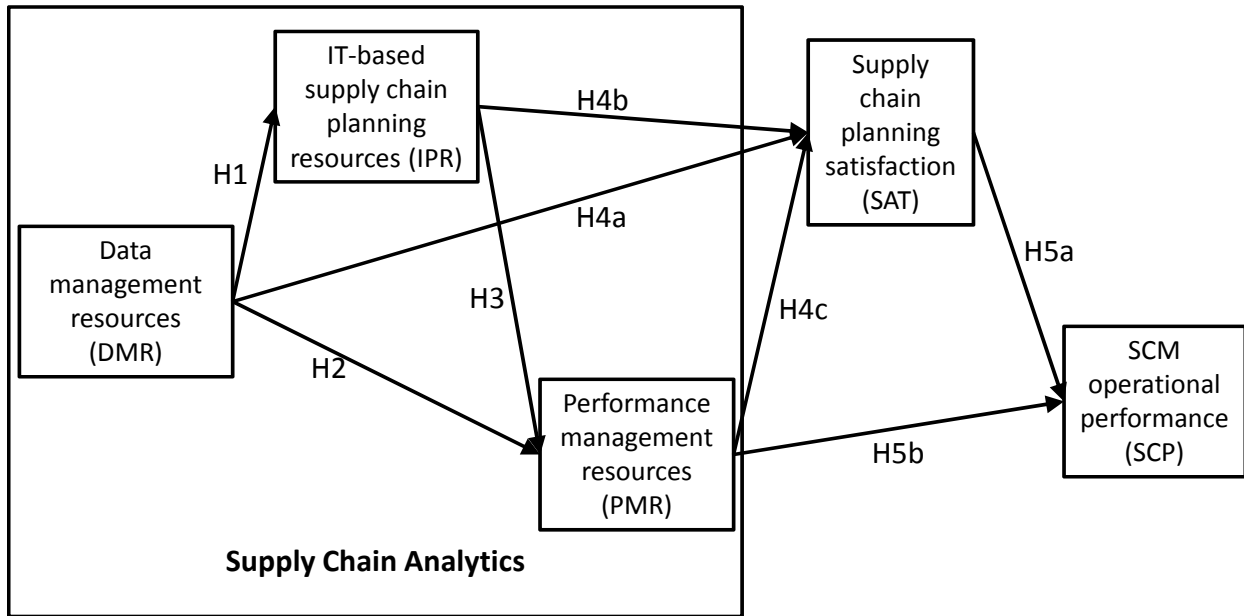 IT-based
supply chain
planning
resources (IPR)
Supply
chain
planning
satisfaction
(SAT)
H4b
H1
H4a
Data
management
resources
(DMR)
H3
H4c
H5a
H2
SCM
operational
performance
(SCP)
Performance
management
resources
(PMR)
H5b
Supply Chain Analytics